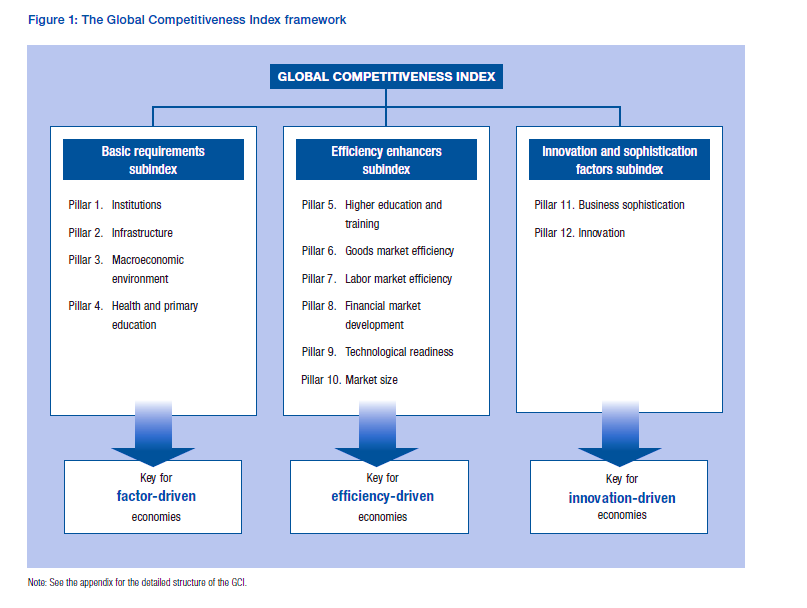 Figure 1: The Global Competitiveness Index framework
GLOBAL COMPETITIVENESS INDEX
Basic requirements
subindex
Pillar 1. Institutions
Pillar 2. Infrastructure
Pillar 3. Macroeconomic
environment
Pillar 4. Health and primary
education
Key for
factor-driven
economies
Efficiency enhancers
subindex
Pillar 5. Higher education and
training
Pillar 6. Goods market efficiency
Pillar 7. Labor market efficiency
Pillar 8. Financial market
development
Pillar 9. Technological readiness
Pillar 10. Market size
Key for
efficiency-driven
economies
Innovation and sophistication
factors subindex
Pillar 11. Business sophistication
Pillar 12. Innovation
Key for
innovation-driven
economies
Note: See the appendix for the detailed structure of the GCI.